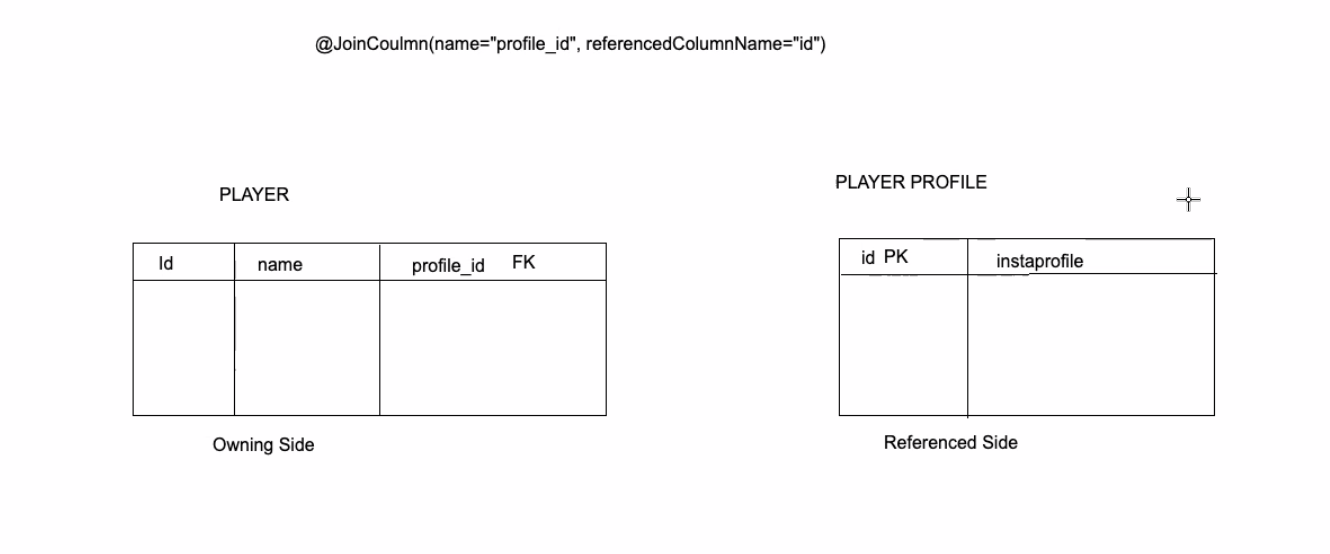 @JoinCoulmn(name="profile_id", referencedColumnName="id")
PLAYER
PLAYER PROFILE
Id name profile_id FK
id PK instaprofile
Owning Side
Referenced Side